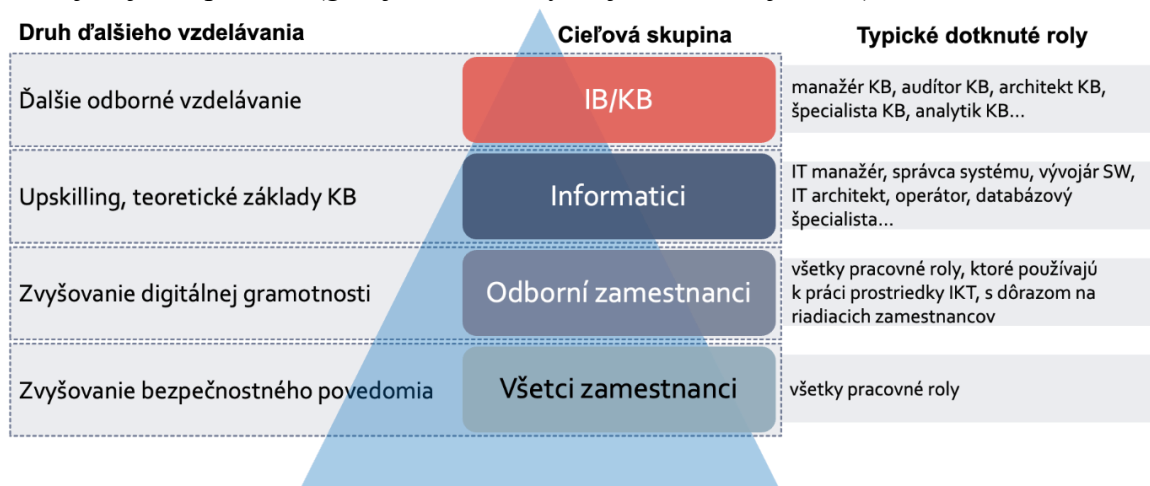 Druh ďalšieho vzdelávania
Cieľová skupina
Typické dotknuté roly
Ďalšie odborné vzdelávanie
IB/KB
manažér KB, audítor KB, architekt KB,
špecialista KB, analytik KB...
Upskilling, teoretické základy KB
Informatici
IT manažér, správca systému, vývojár SW,
IT architekt, operátor, databázový
špecialista...
Zvyšovanie digitálnej gramotnosti
Odborní zamestnanci
všetky pracovné roly, ktoré používajú
k práci prostriedky IKT, s dôrazom na
riadiacich zamestnancov
Zvyšovanie bezpečnostného povedomia
Všetci zamestnanci
všetky pracovné roly